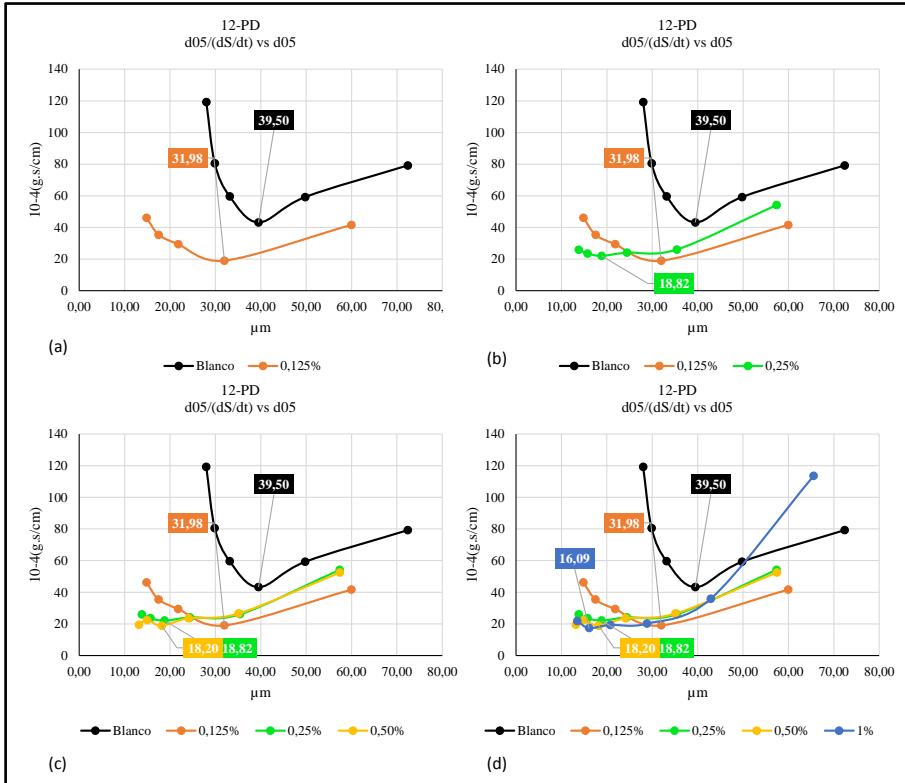 12-PD
d05/(dS/dt) vs d05
140
120
100
80
60
40
20
0
10-4(g.s/cm)
39,50
31,98
0,00 10,00 20,00 30,00 40,00 50,00 60,00 70,00 80,
µm
(a)
Blanco 0,125%
12-PD
d05/(dS/dt) vs d05
140
120
100
80
60
40
20
0
10-4(g.s/cm)
39,50
31,98
18,82
0,00 10,00 20,00 30,00 40,00 50,00 60,00 70,00 80,00
µm
(b)
Blanco 0,125% 0,25%
12-PD
d05/(dS/dt) vs d05
140
120
100
80
60
40
20
0
10-4(g.s/cm)
39,50
31,98
18,20 18,82
0,00 10,00 20,00 30,00 40,00 50,00 60,00 70,00 80,00
µm
Blanco 0,125% 0,25% 0,50%
(c)
12-PD
d05/(dS/dt) vs d05
140
120
100
80
60
40
20
0
10-4(g.s/cm)
39,50
31,98
16,09
18,20 18,82
0,00 10,00 20,00 30,00 40,00 50,00 60,00 70,00 80,00
µm
Blanco 0,125% 0,25% 0,50% 1%
(d)